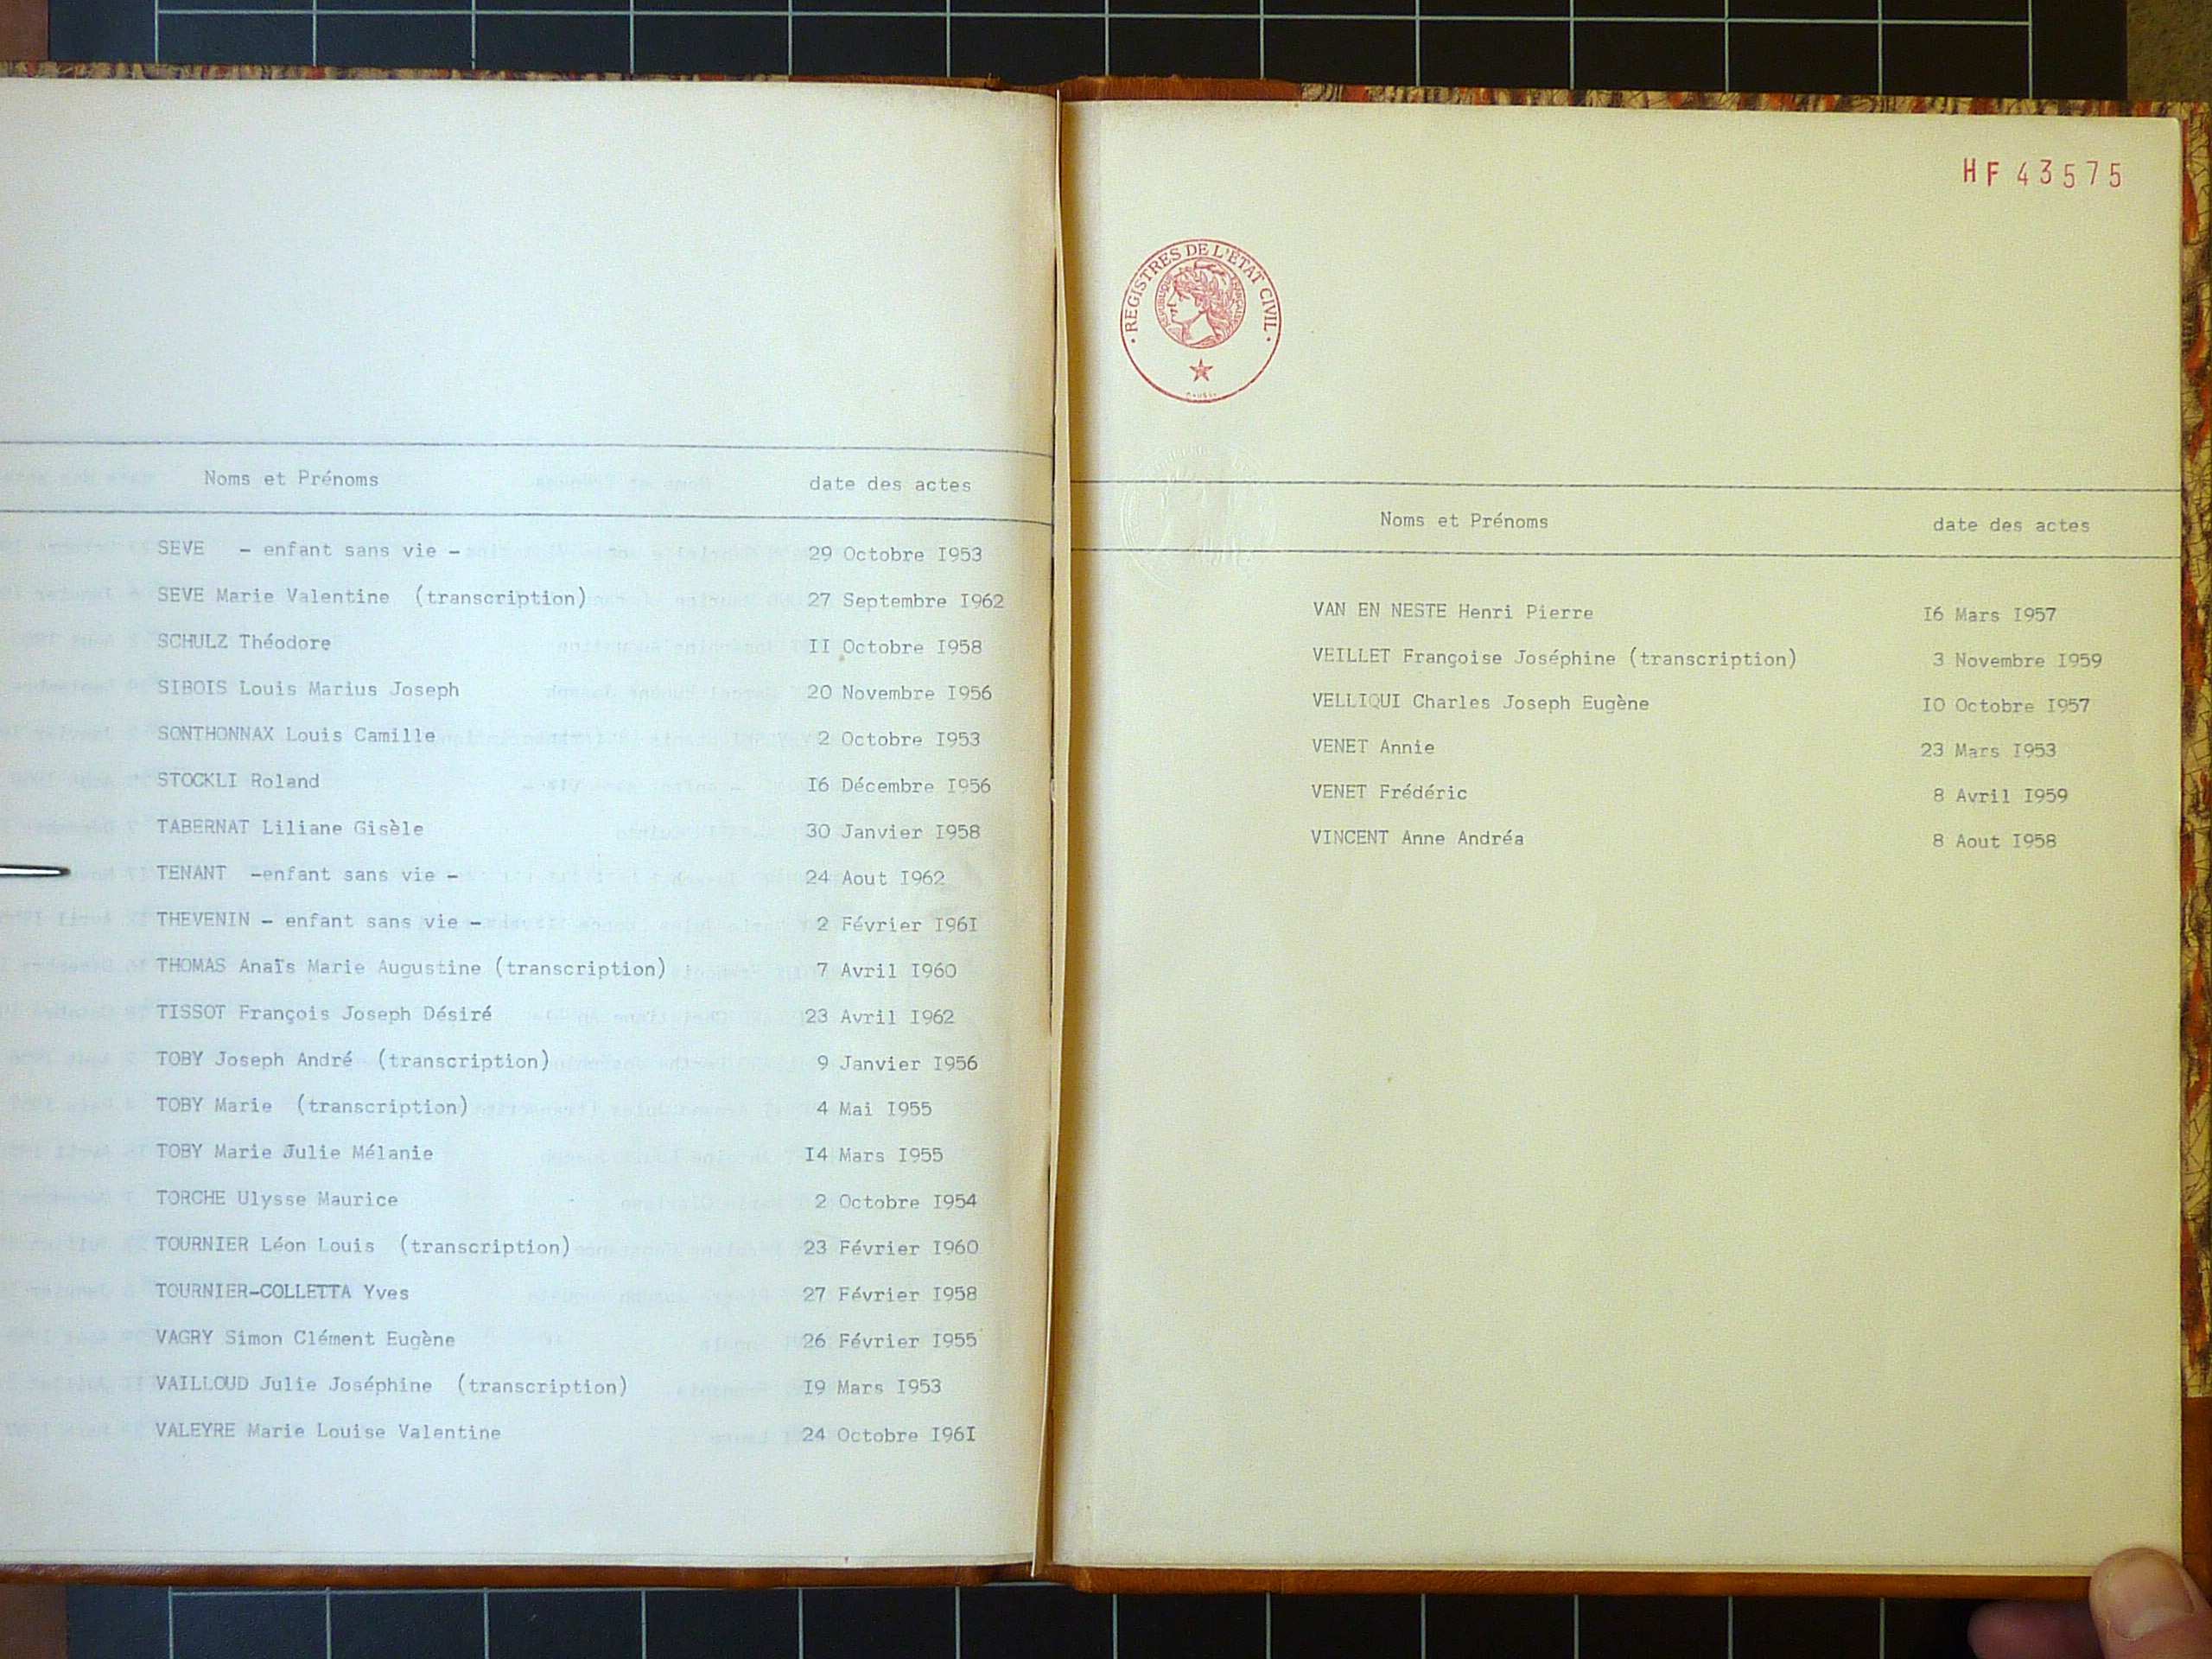 Noms et Prénoms date des actes
SEVE - enfant sans vie - 29 Octobre I953
SEVE Marie Valentine (transcription) 27 Septembre I962
SCHULZ Théodore II Octobre I958
SIBOIS Louis Marius Joseph 20 Novembre I956
SONTHONNAX Louis Camille 2 Octobre I953
STOCKLI Roland I6 Décembre I956
TABERNAT Liliane Gisèle 30 Janvier I958
TENANT -enfant sans vie - 24 Aout I962
THEVENIN - enfant sans vie - 2 Février I96I
THOMAS Anaïs Marie Augustine (transcription) 7 Avril I960
TISSOT François Joseph Désiré 23 Avril I962
TOBY Joseph André (transcription) 9 Janvier I956
TOBY Marie (transcription) 4 Mai I955
TOBY Marie Julie Mélanie I4 Mars I955
TORCHE Ulysse Maurice 2 Octobre I954
TOURNIER Léon Louis (transcription) 23 Février I960
TOURNIER-COLLETTA Yves 27 Février I958
VAGRY Simon Clément Eugène 26 Février I955
VAILLOUD Julie Joséphine (transcription) I9 Mars I953
VALEYRE Marie Louise Valentine 24 Octobre I96I
HF 43575
REGISTRES DE L'ETAT CIVIL
REPUBLIQUE FRANÇAISE
Noms et Prénoms date des actes
VAN EN NESTE Henri Pierre I6 Mars I957
VEILLET Françoise Joséphine (transcription) 3 Novembre I959
VELLIQUI Charles Joseph Eugène IO Octobre I957
VENET Annie 23 Mars I953
VENET Frédéric 8 Avril I959
VINCENT Anne Andréa 8 Aout I958